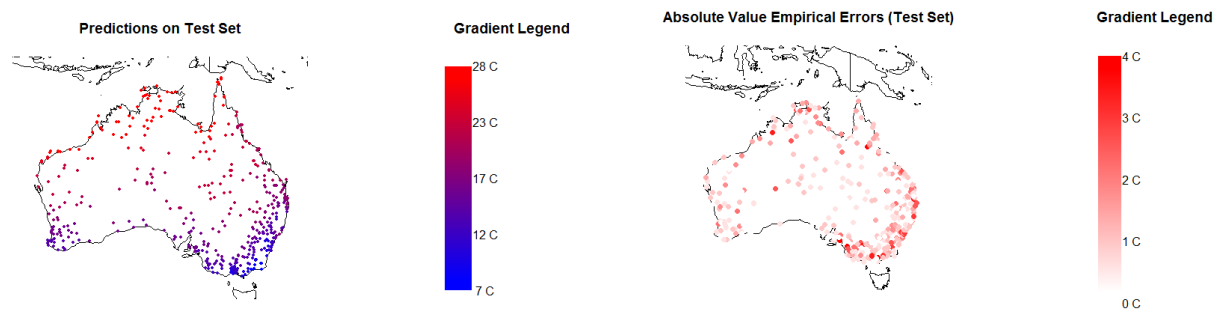 Predictions on Test Set
Gradient Legend
28 C
23 C
17 C
12 C
7 C
Absolute Value Empirical Errors (Test Set)
Gradient Legend
4 C
3 C
2 C
1 C
0 C